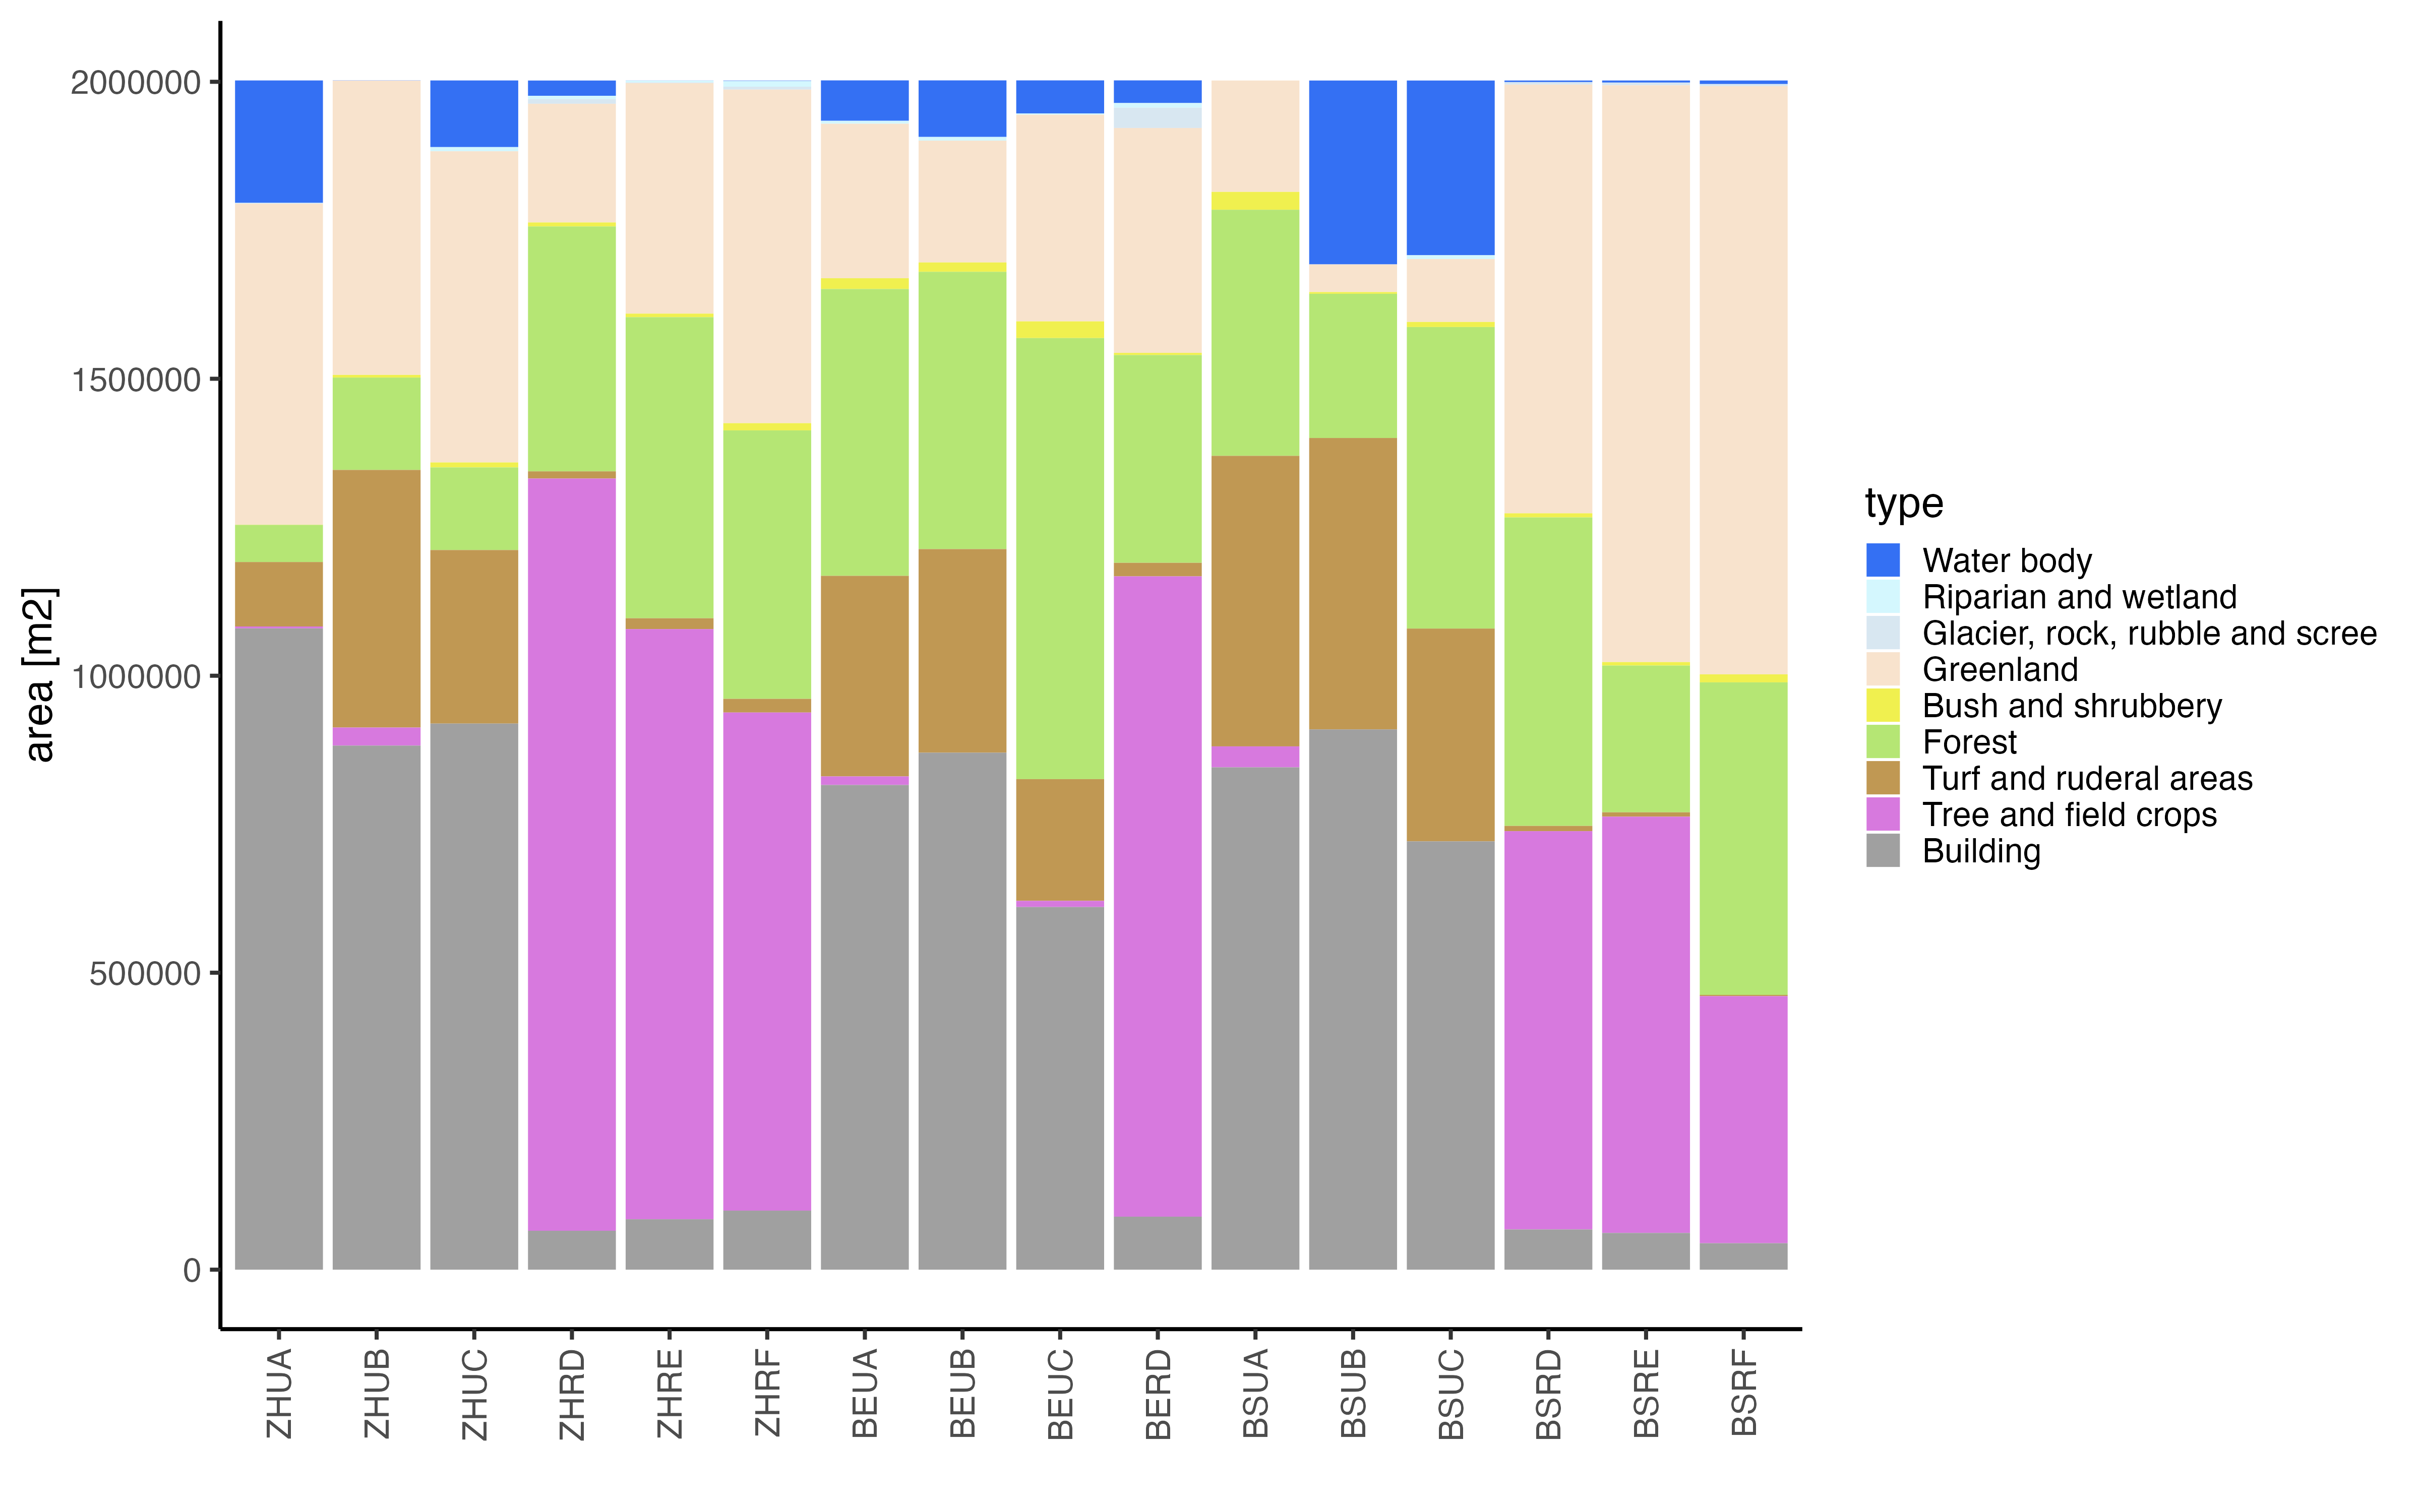 area [m2]
2000000
1500000
1000000
500000
0
ZHUA
ZHUB
ZHUC
ZHRD
ZHRE
ZHRF
BEUA
BEUB
BEUC
BERD
BSUA
BSUB
BSUC
BSRD
BSRE
BSRF
type
Water body
Riparian and wetland
Glacier, rock, rubble and scree
Greenland
Bush and shrubbery
Forest
Turf and ruderal areas
Tree and field crops
Building